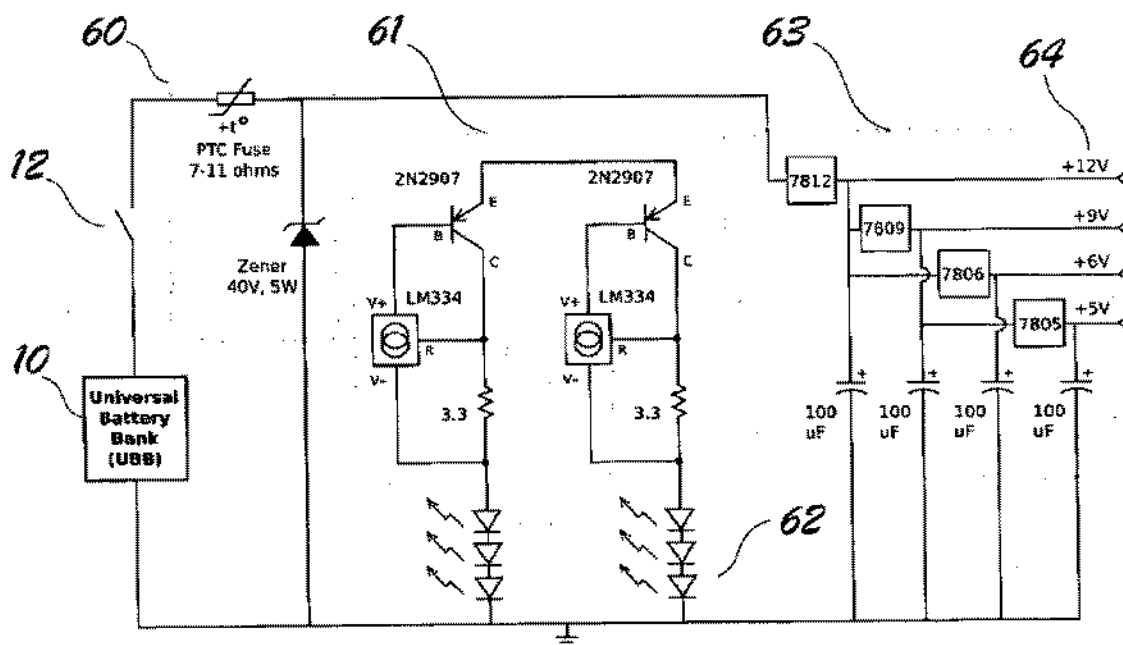 60
61
63
64
12
+t°
PTC Fuse
7-11 ohms
2N2907
2N2907
7812
+12V
E
E
B
B
7809
+9V
C
C
7806
+6V
Zener
40V, 5W
V+
LM334
V+
LM334
7805
+5V
R
R
V-
V-
10
Universal
Battery
Bank
(UBB)
3.3
3.3
+
+
+
+
100
uF
100
uF
100
uF
100
uF
62